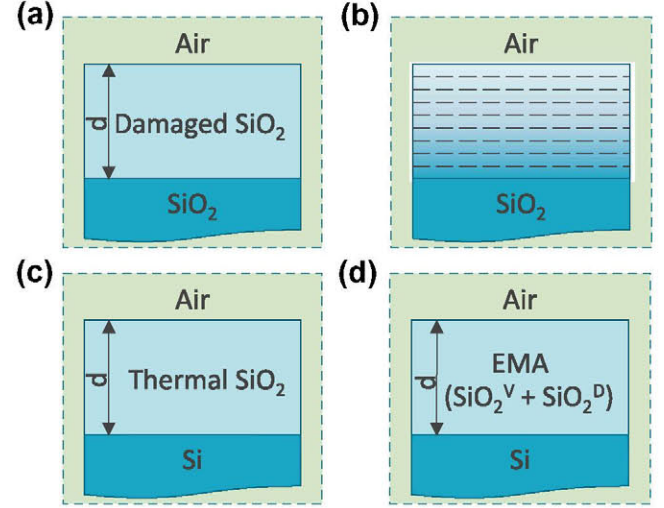 (a)
Air
d
Damaged SiO₂
SiO₂
(b)
Air
SiO₂
(c)
Air
d
Thermal SiO₂
Si
(d)
Air
d
EMA
(SiO₂ⱽ + SiO₂ᴰ)
Si